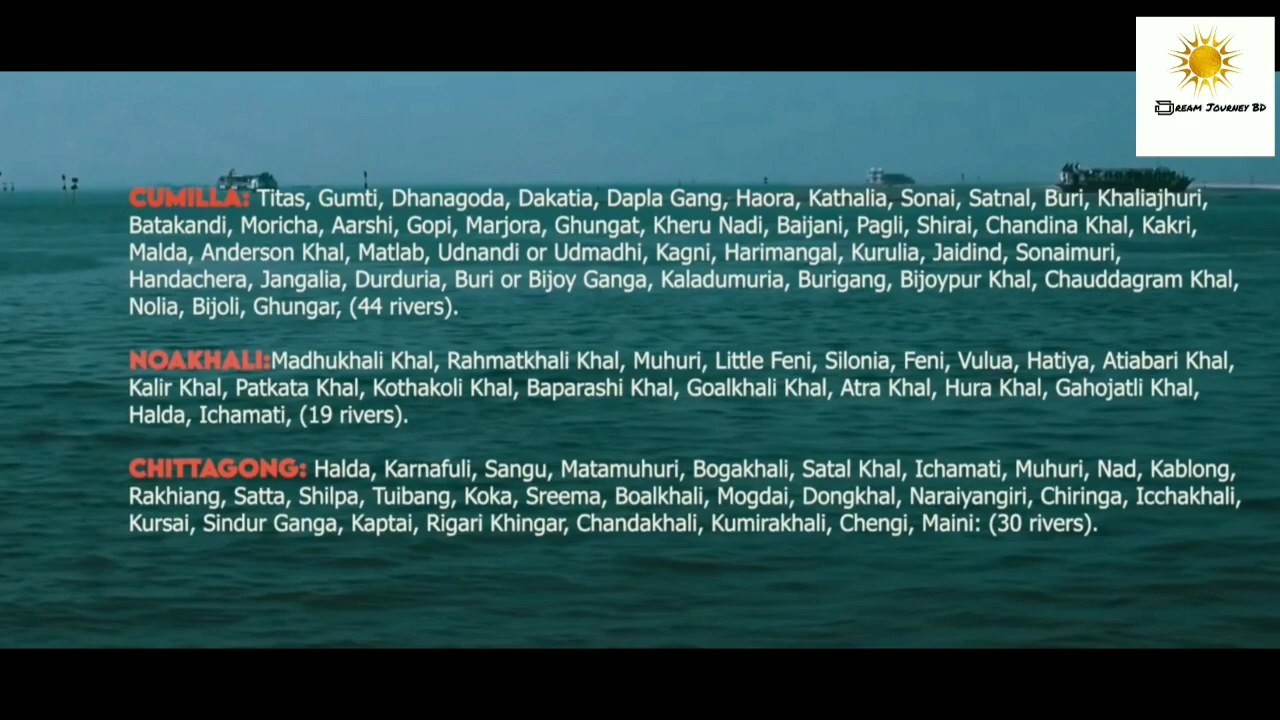 DREAM JOURNEY BD
CUMILLA: Titas, Gumti, Dhanagoda, Dakatia, Dapla Gang, Haora, Kathalia, Sonai, Satnal, Buri, Khaliajhuri,
Batakandi, Moricha, Aarshi, Gopi, Marjora, Ghungat, Kheru Nadi, Baijani, Pagli, Shirai, Chandina Khal, Kakri,
Malda, Anderson Khal, Matlab, Udnandi or Udmadhi, Kagni, Harimangal, Kurulia, Jaidind, Sonaimuri,
Handachera, Jangalia, Durduria, Buri or Bijoy Ganga, Kaladumuria, Burigang, Bijoypur Khal, Chauddagram Khal,
Nolia, Bijoli, Ghungar, (44 rivers).
NOAKHALI:Madhukhali Khal, Rahmatkhali Khal, Muhuri, Little Feni, Silonia, Feni, Vulua, Hatiya, Atiabari Khal,
Kalir Khal, Patkata Khal, Kothakoli Khal, Baparashi Khal, Goalkhali Khal, Atra Khal, Hura Khal, Gahojatli Khal,
Halda, Ichamati, (19 rivers).
CHITTAGONG: Halda, Karnafuli, Sangu, Matamuhuri, Bogakhali, Satal Khal, Ichamati, Muhuri, Nad, Kablong,
Rakhiang, Satta, Shilpa, Tuibang, Koka, Sreema, Boalkhali, Mogdai, Dongkhal, Naraiyangiri, Chiringa, Icchakhali,
Kursai, Sindur Ganga, Kaptai, Rigari Khingar, Chandakhali, Kumirakhali, Chengi, Maini: (30 rivers).